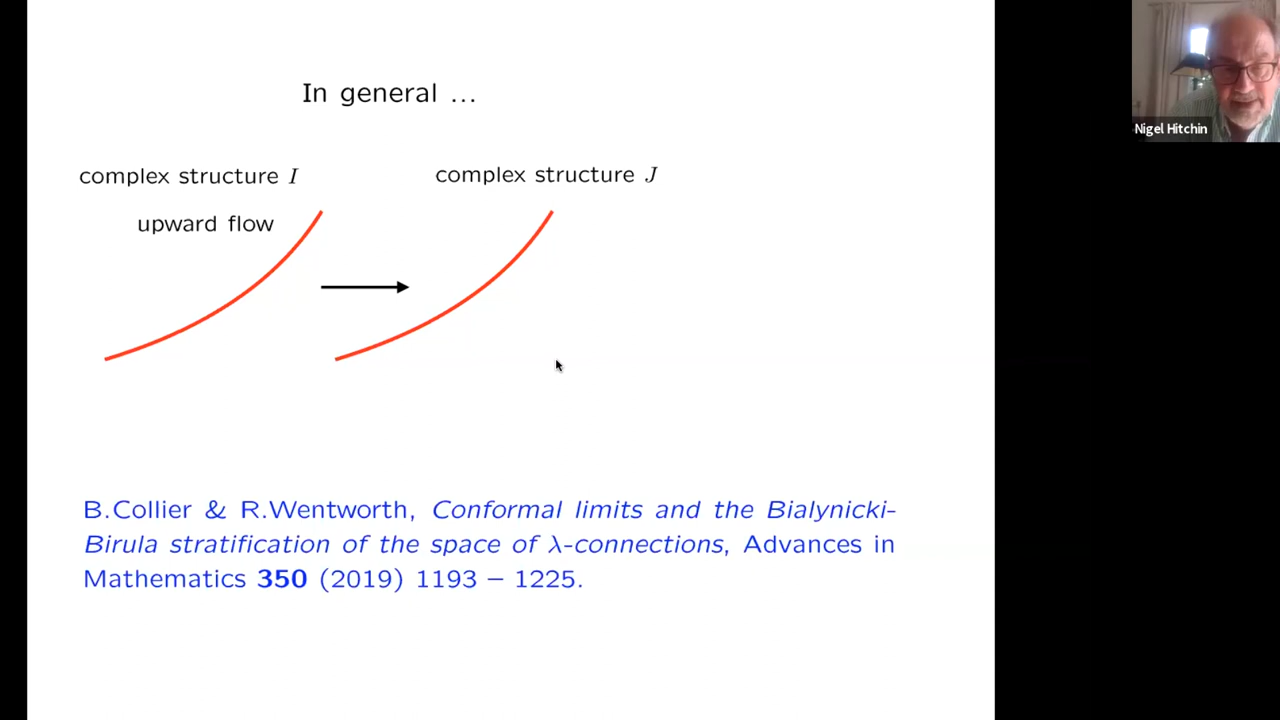 In general ...
complex structure I
complex structure J
upward flow
B.Collier & R.Wentworth, Conformal limits and the Bialynicki-
Birula stratification of the space of λ-connections, Advances in
Mathematics 350 (2019) 1193 – 1225.
Nigel Hitchin